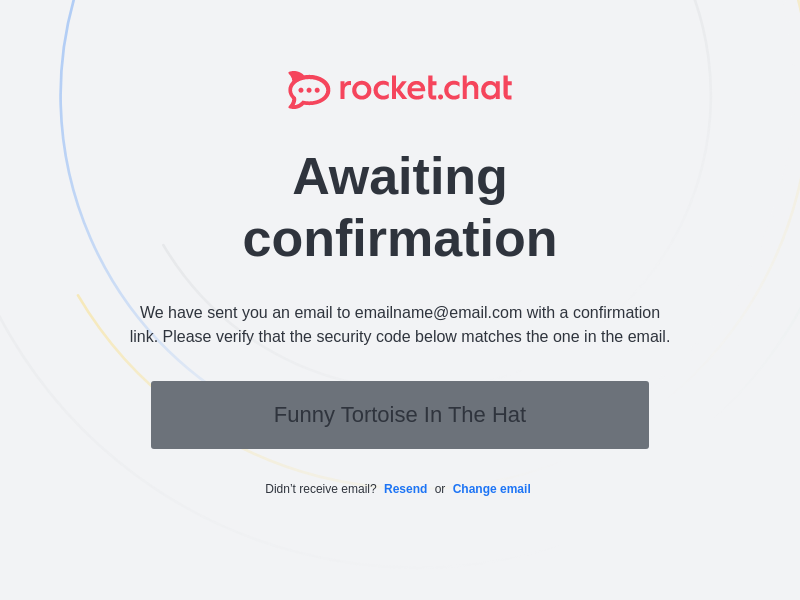 rocket.chat
Awaiting
confirmation
We have sent you an email to emailname@email.com with a confirmation
link. Please verify that the security code below matches the one in the email.
Funny Tortoise In The Hat
Didn’t receive email? Resend or Change email